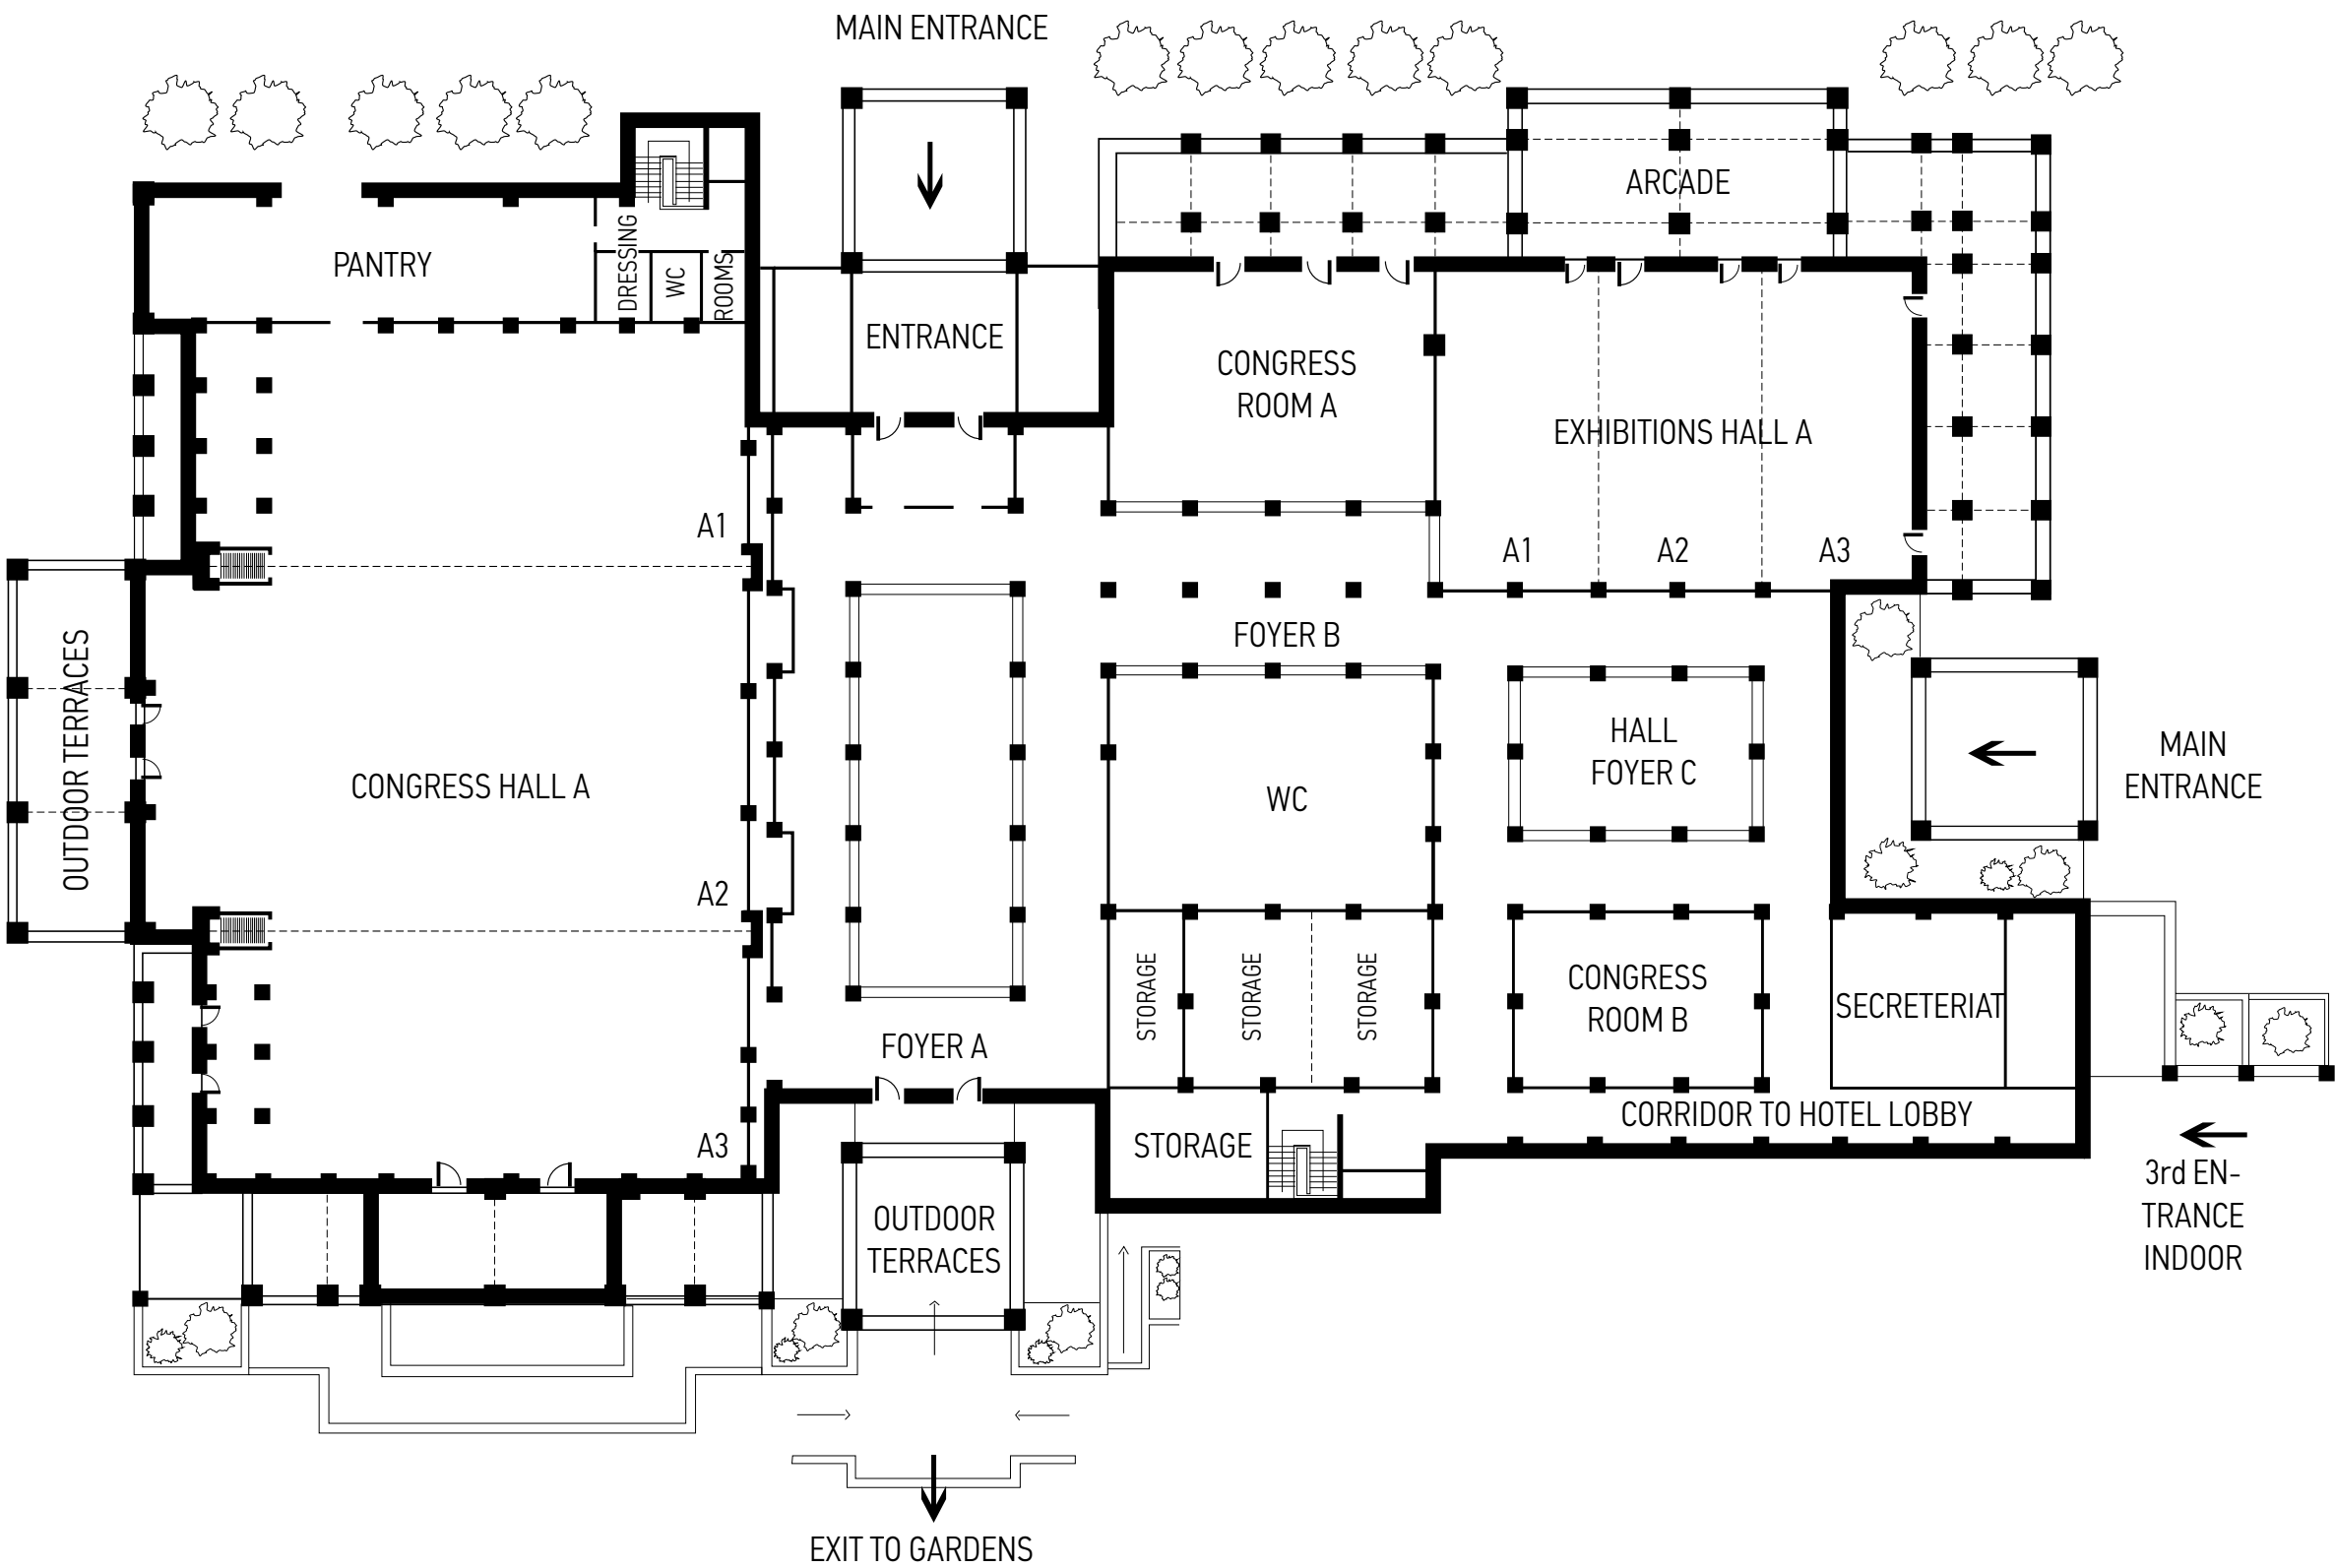 MAIN ENTRANCE
ARCADE
PANTRY
DRESSING
WC
ROOMS
ENTRANCE
CONGRESS
ROOM A
EXHIBITIONS HALL A
A1
A1
A2
A3
FOYER B
OUTDOOR TERRACES
CONGRESS HALL A
HALL
FOYER C
WC
MAIN
ENTRANCE
A2
STORAGE
STORAGE
STORAGE
CONGRESS
ROOM B
SECRETERIAT
FOYER A
A3
STORAGE
CORRIDOR TO HOTEL LOBBY
3rd EN-
TRANCE
INDOOR
OUTDOOR
TERRACES
EXIT TO GARDENS